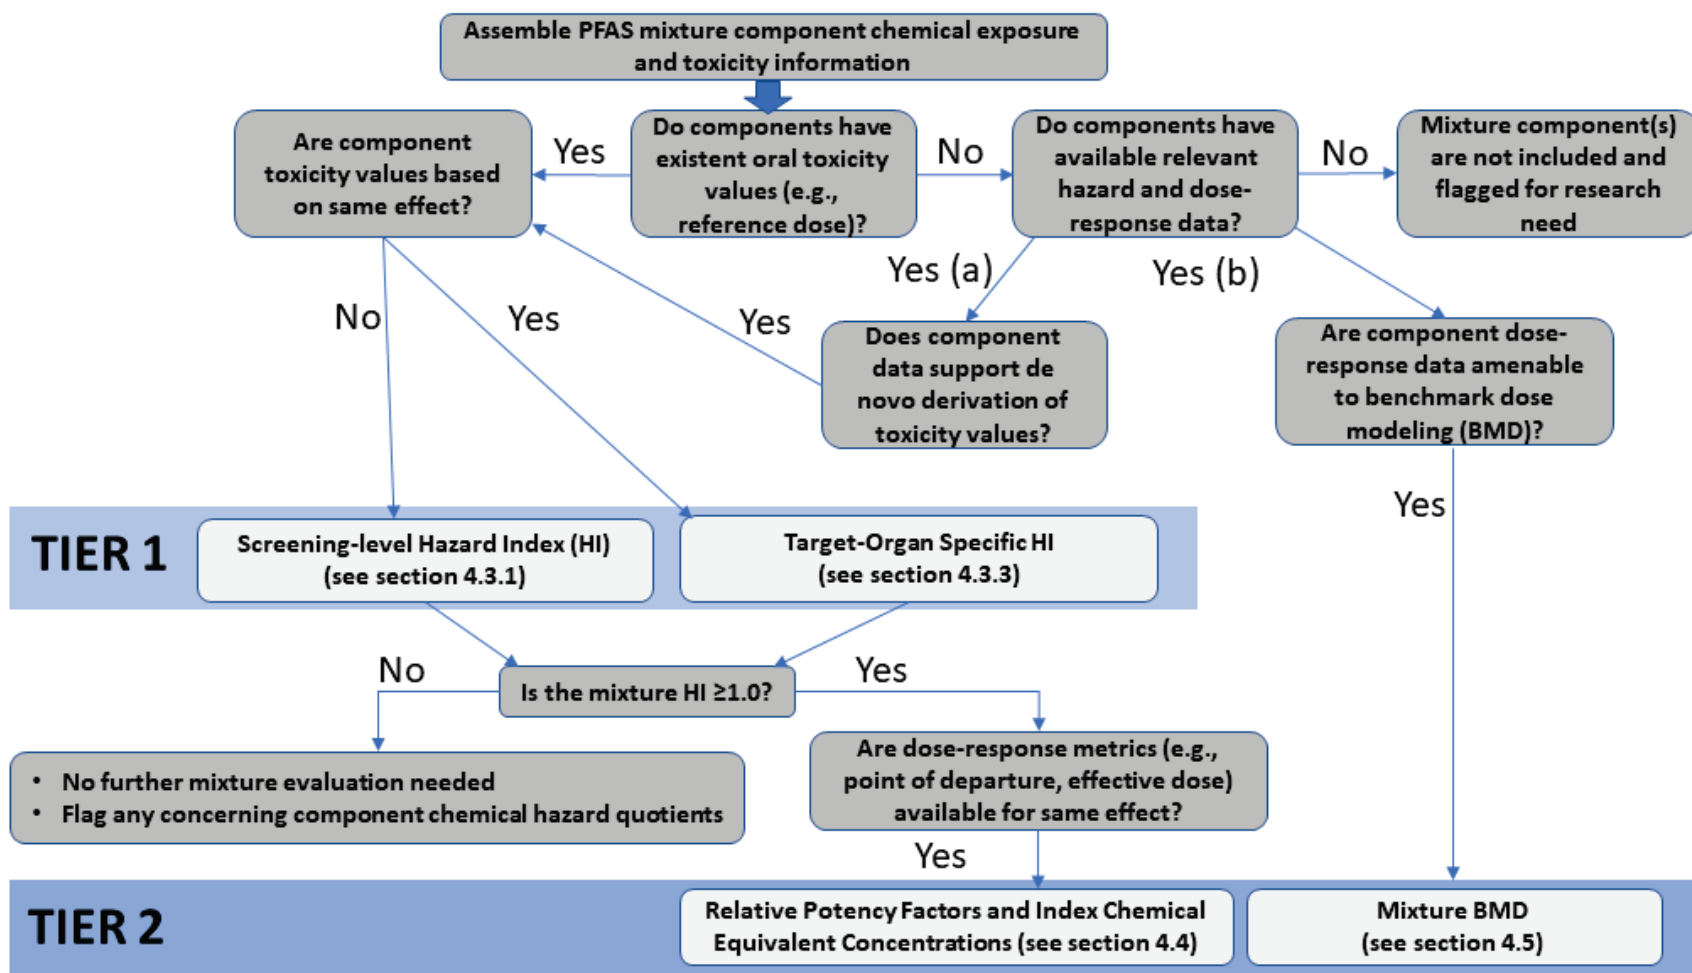 Assemble PFAS mixture component chemical exposure
and toxicity information
Are component
toxicity values based
on same effect?
Yes
Do components have
existent oral toxicity
values (e.g.,
reference dose)?
No
Do components have
available relevant
hazard and dose-
response data?
No
Mixture component(s)
are not included and
flagged for research
need
No
Yes
Yes
Yes (a)
Yes (b)
Does component
data support de
novo derivation of
toxicity values?
Are component dose-
response data amenable
to benchmark dose
modeling (BMD)?
Yes
TIER 1
Screening-level Hazard Index (HI)
(see section 4.3.1)
Target-Organ Specific HI
(see section 4.3.3)
No
Is the mixture HI ≥1.0?
Yes
• No further mixture evaluation needed
• Flag any concerning component chemical hazard quotients
Are dose-response metrics (e.g.,
point of departure, effective dose)
available for same effect?
Yes
TIER 2
Relative Potency Factors and Index Chemical
Equivalent Concentrations (see section 4.4)
Mixture BMD
(see section 4.5)